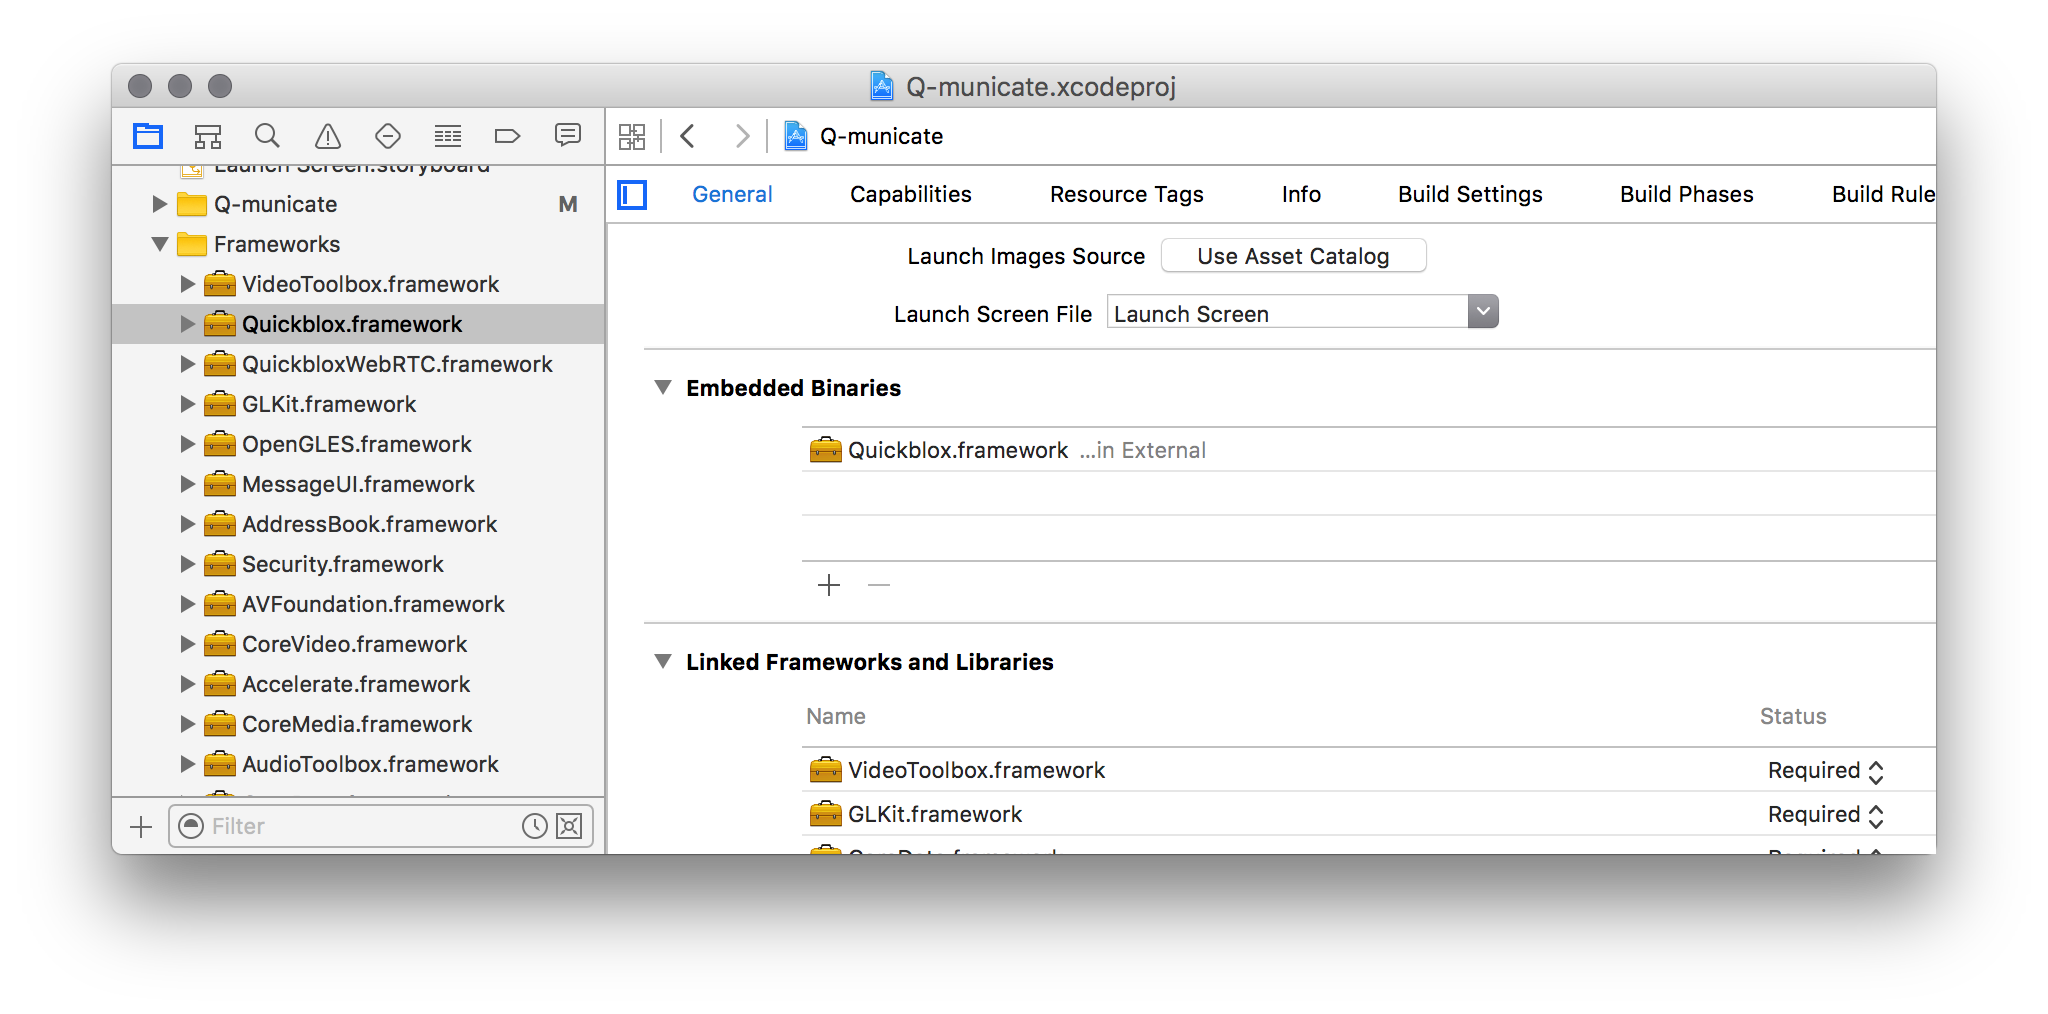 Q-municate.xcodeproj
Q-municate
Launch Screen.storyboard
Q-municate M
Frameworks
VideoToolbox.framework
Quickblox.framework
QuickbloxWebRTC.framework
GLKit.framework
OpenGLES.framework
MessageUI.framework
AddressBook.framework
Security.framework
AVFoundation.framework
CoreVideo.framework
Accelerate.framework
CoreMedia.framework
AudioToolbox.framework
Filter
General Capabilities Resource Tags Info Build Settings Build Phases Build Rule
Launch Images Source Use Asset Catalog
Launch Screen File Launch Screen
Embedded Binaries
Quickblox.framework ...in External
Linked Frameworks and Libraries
Name Status
VideoToolbox.framework Required
GLKit.framework Required